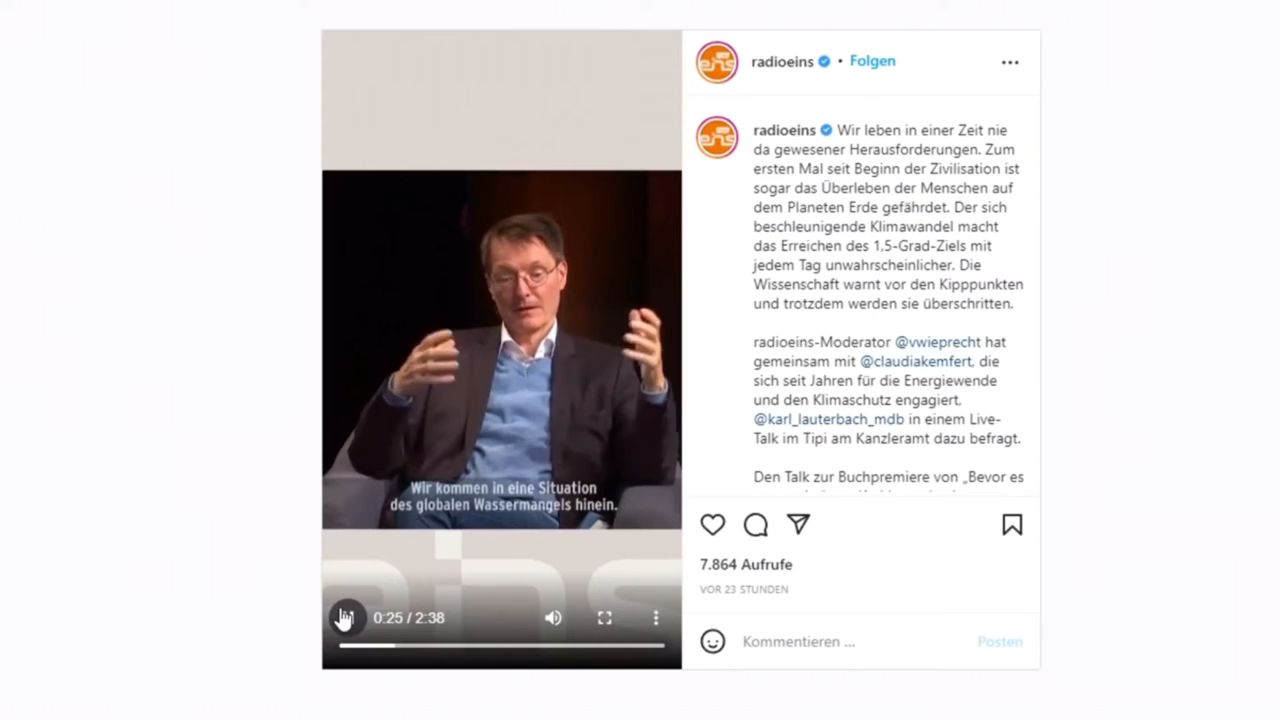 radioeins • Folgen
radioeins Wir leben in einer Zeit nie
da gewesener Herausforderungen. Zum
ersten Mal seit Beginn der Zivilisation ist
sogar das Überleben der Menschen auf
dem Planeten Erde gefährdet. Der sich
beschleunigende Klimawandel macht
das Erreichen des 1,5-Grad-Ziels mit
jedem Tag unwahrscheinlicher. Die
Wissenschaft warnt vor den Kipppunkten
und trotzdem werden sie überschritten.
radioeins-Moderator @vwieprecht hat
gemeinsam mit @claudiakemfert, die
sich seit Jahren für die Energiewende
und den Klimaschutz engagiert,
@karl_lauterbach_mdb in einem Live-
Talk im Tipi am Kanzleramt dazu befragt.
Den Talk zur Buchpremiere von „Bevor es
Wir kommen in eine Situation
des globalen Wassermangels hinein.
eins
0:25 / 2:38
7.864 Aufrufe
VOR 23 STUNDEN
Kommentieren ...
Posten